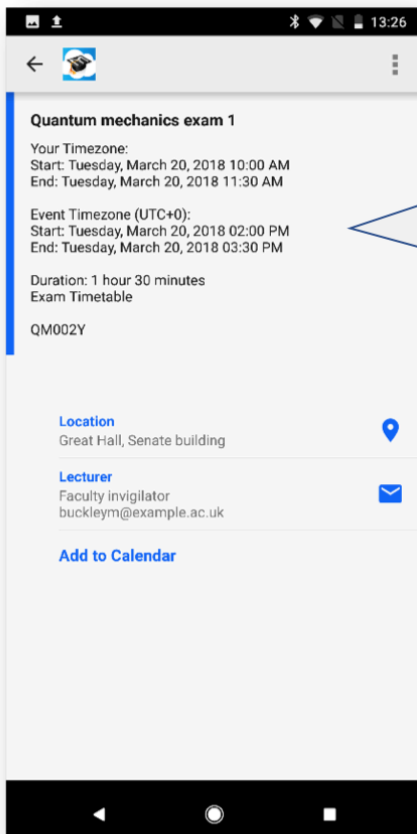 13:26
Quantum mechanics exam 1
Your Timezone:
Start: Tuesday, March 20, 2018 10:00 AM
End: Tuesday, March 20, 2018 11:30 AM
Event Timezone (UTC+0):
Start: Tuesday, March 20, 2018 02:00 PM
End: Tuesday, March 20, 2018 03:30 PM
Duration: 1 hour 30 minutes
Exam Timetable
QM002Y
Location
Great Hall, Senate building
Lecturer
Faculty invigilator
buckleym@example.ac.uk
Add to Calendar